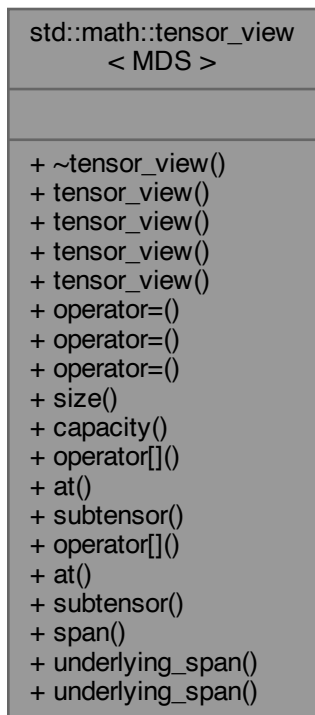 std::math::tensor_view
< MDS >
+ ~tensor_view()
+ tensor_view()
+ tensor_view()
+ tensor_view()
+ tensor_view()
+ operator=()
+ operator=()
+ operator=()
+ size()
+ capacity()
+ operator[]()
+ at()
+ subtensor()
+ operator[]()
+ at()
+ subtensor()
+ span()
+ underlying_span()
+ underlying_span()